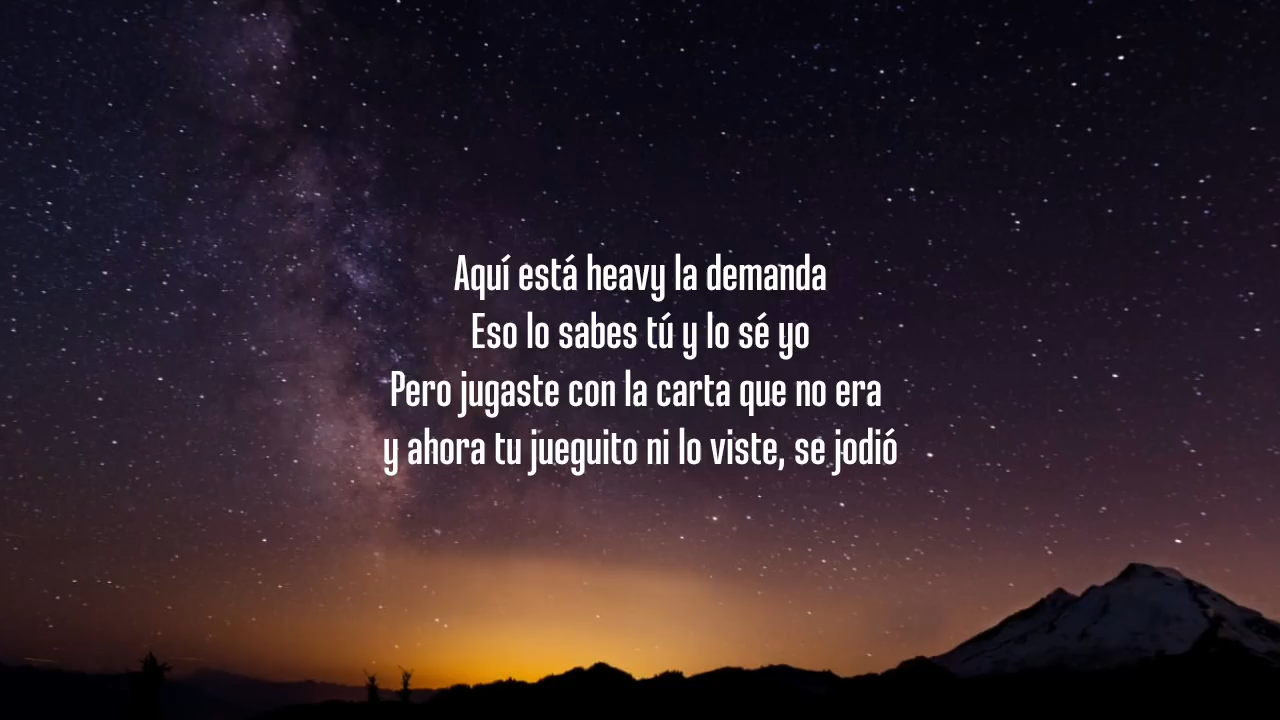 Aquí está heavy la demanda
Eso lo sabes tú y lo sé yo
Pero jugaste con la carta que no era
y ahora tu jueguito ni lo viste, se jodió